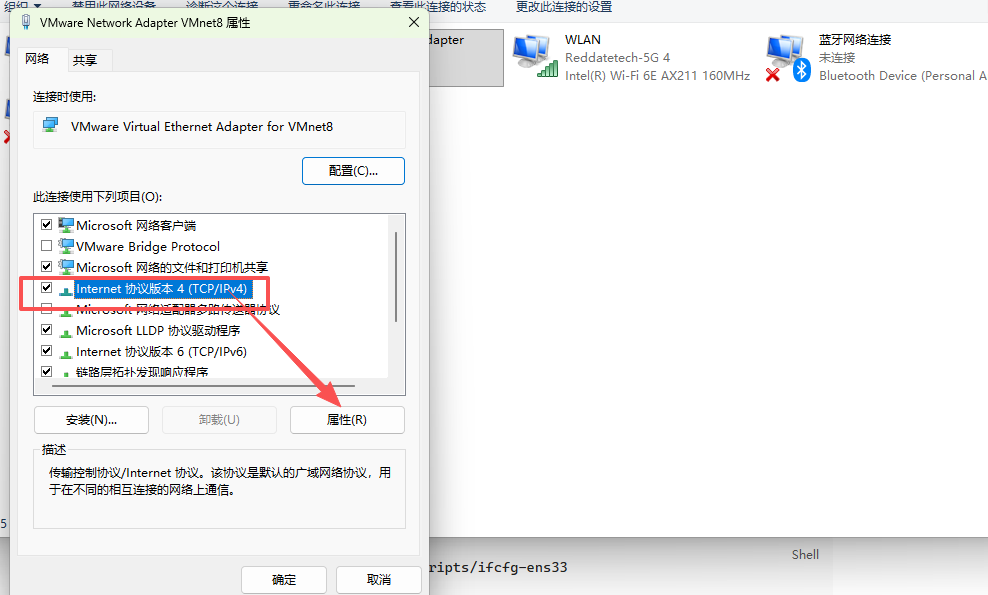 组织 禁用此网络设备 诊断这个连接 重命名此连接 查看此连接的状态 更改此连接的设置
VMware Network Adapter VMnet8 属性
网络 共享
连接时使用:
VMware Virtual Ethernet Adapter for VMnet8
配置(C)...
此连接使用下列项目(O):
Microsoft 网络客户端
VMware Bridge Protocol
Microsoft 网络的文件和打印机共享
Internet 协议版本 4 (TCP/IPv4)
Microsoft 网络适配器多路传送器协议
Microsoft LLDP 协议驱动程序
Internet 协议版本 6 (TCP/IPv6)
链路层拓扑发现响应程序
安装(N)... 卸载(U) 属性(R)
描述
传输控制协议/Internet 协议。该协议是默认的广域网络协议，用
于在不同的相互连接的网络上通信。
确定 取消
dapter
WLAN
Reddatetech-5G 4
Intel(R) Wi-Fi 6E AX211 160MHz
蓝牙网络连接
未连接
Bluetooth Device (Personal A
5
Shell
ripts/ifcfg-ens33